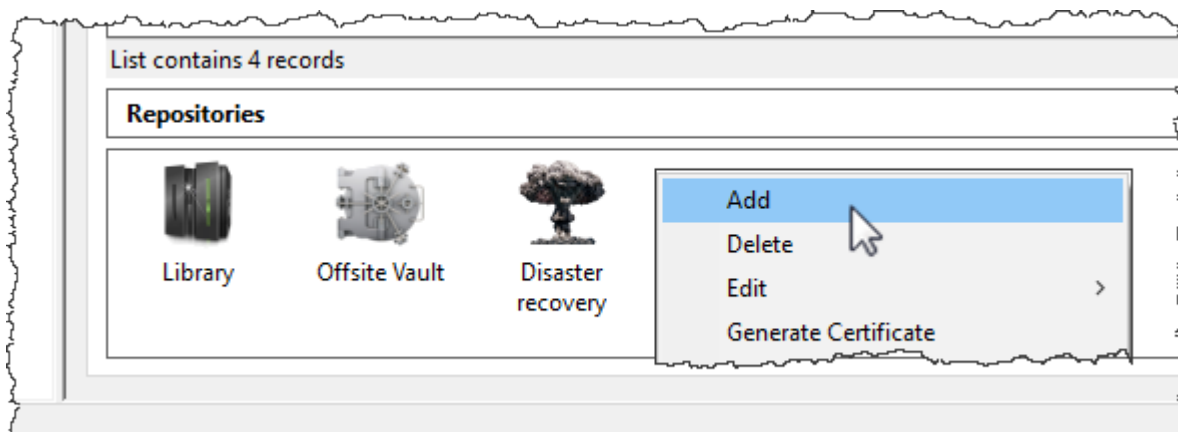 List contains 4 records
Repositories
Library
Offsite Vault
Disaster
recovery
Add
Delete
Edit
Generate Certificate